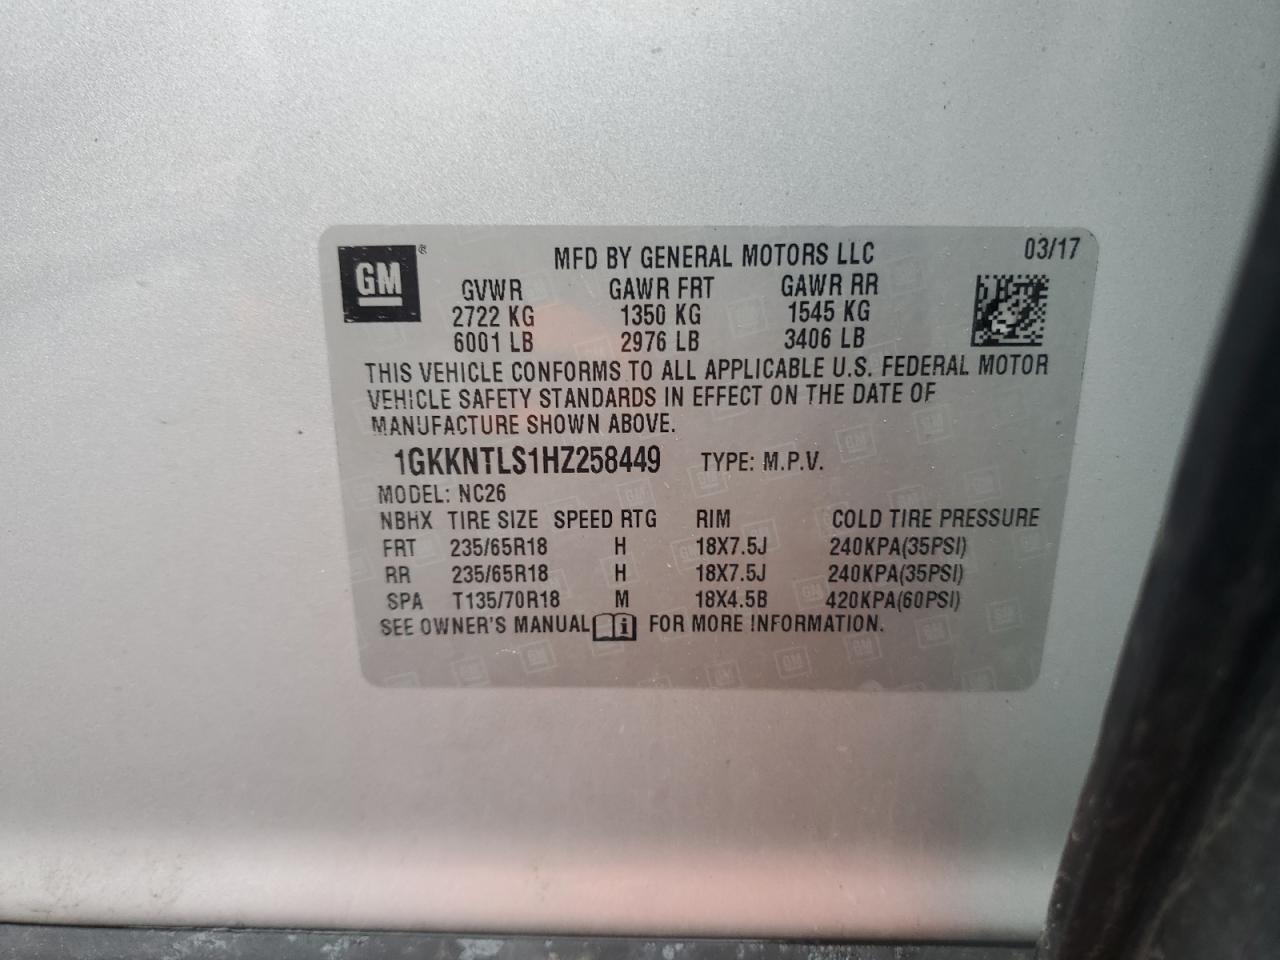 GM®
MFD BY GENERAL MOTORS LLC 03/17
GVWR GAWR FRT GAWR RR
2722 KG 1350 KG 1545 KG
6001 LB 2976 LB 3406 LB
THIS VEHICLE CONFORMS TO ALL APPLICABLE U.S. FEDERAL MOTOR
VEHICLE SAFETY STANDARDS IN EFFECT ON THE DATE OF
MANUFACTURE SHOWN ABOVE.
1GKKNTLS1HZ258449 TYPE: M.P.V.
MODEL: NC26
NBHX TIRE SIZE SPEED RTG RIM COLD TIRE PRESSURE
FRT 235/65R18 H 18X7.5J 240KPA(35PSI)
RR 235/65R18 H 18X7.5J 240KPA(35PSI)
SPA T135/70R18 M 18X4.5B 420KPA(60PSI)
SEE OWNER'S MANUAL i FOR MORE INFORMATION.